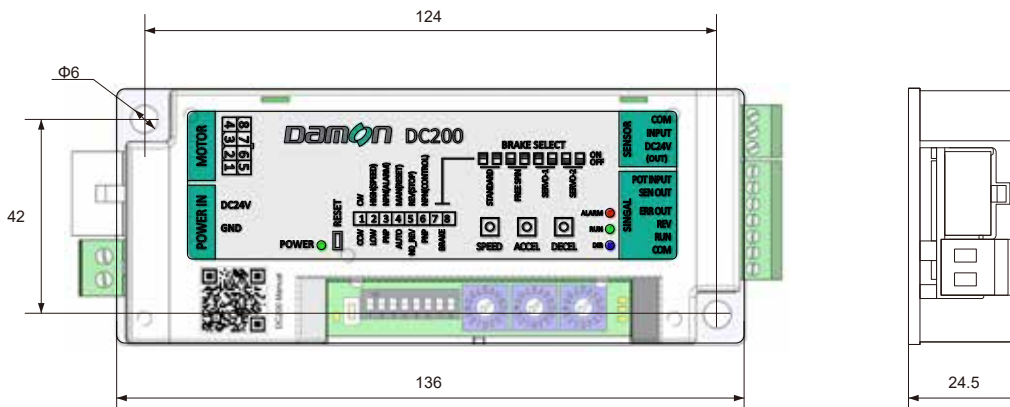 124
Φ6
42
136
24.5
MOTOR
8 7 6 5
4 3 2 1
POWER IN
DC24V
GND
DAMON DC200
BRAKE SELECT
ON
OFF
STANDARD
FREE SPIN
SERVO-1
SERVO-2
CW
HIGH(SPEED)
NPN(ALARM)
MAN(RESET)
REV(STOP)
NPN(CONTROL)
1 2 3 4 5 6 7 8
CCW
LOW
PNP
AUTO
NO_REV
PNP
BRAKE
RESET
POWER
SPEED
ACCEL
DECEL
ALARM
RUN
DIR
SENSOR
COM
INPUT
DC24V
(OUT)
SINGAL
POT INPUT
SEN OUT
ERR OUT
REV
RUN
COM
DC200 Manual